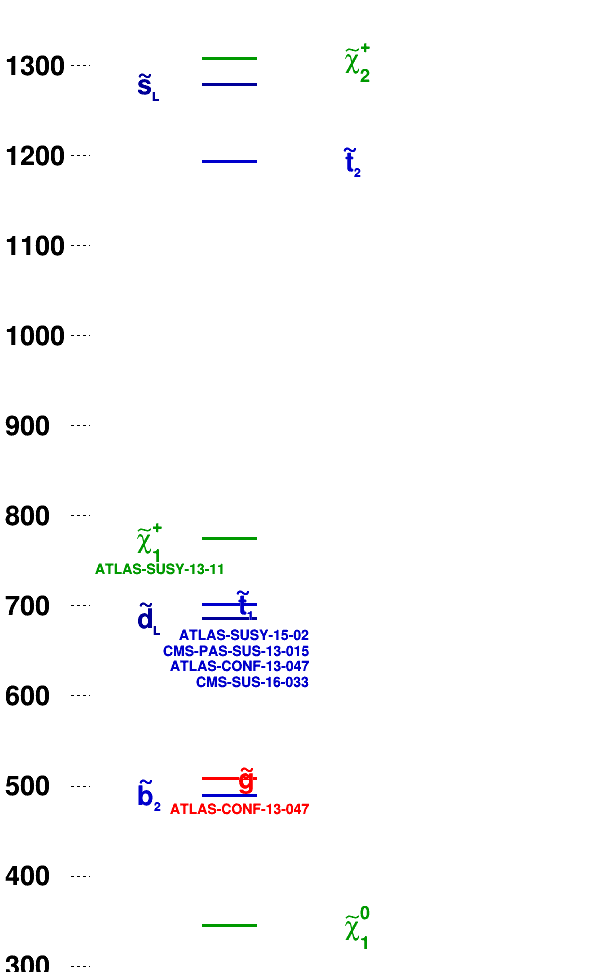 1300
χ̃₂⁺
s̃L
1200
t̃₂
1100
1000
900
800
χ̃₁⁺
ATLAS-SUSY-13-11
700
t̃₁
d̃L
ATLAS-SUSY-15-02
CMS-PAS-SUS-13-015
ATLAS-CONF-13-047
CMS-SUS-16-033
600
500
g̃
b̃₂
ATLAS-CONF-13-047
400
χ̃₁⁰
300